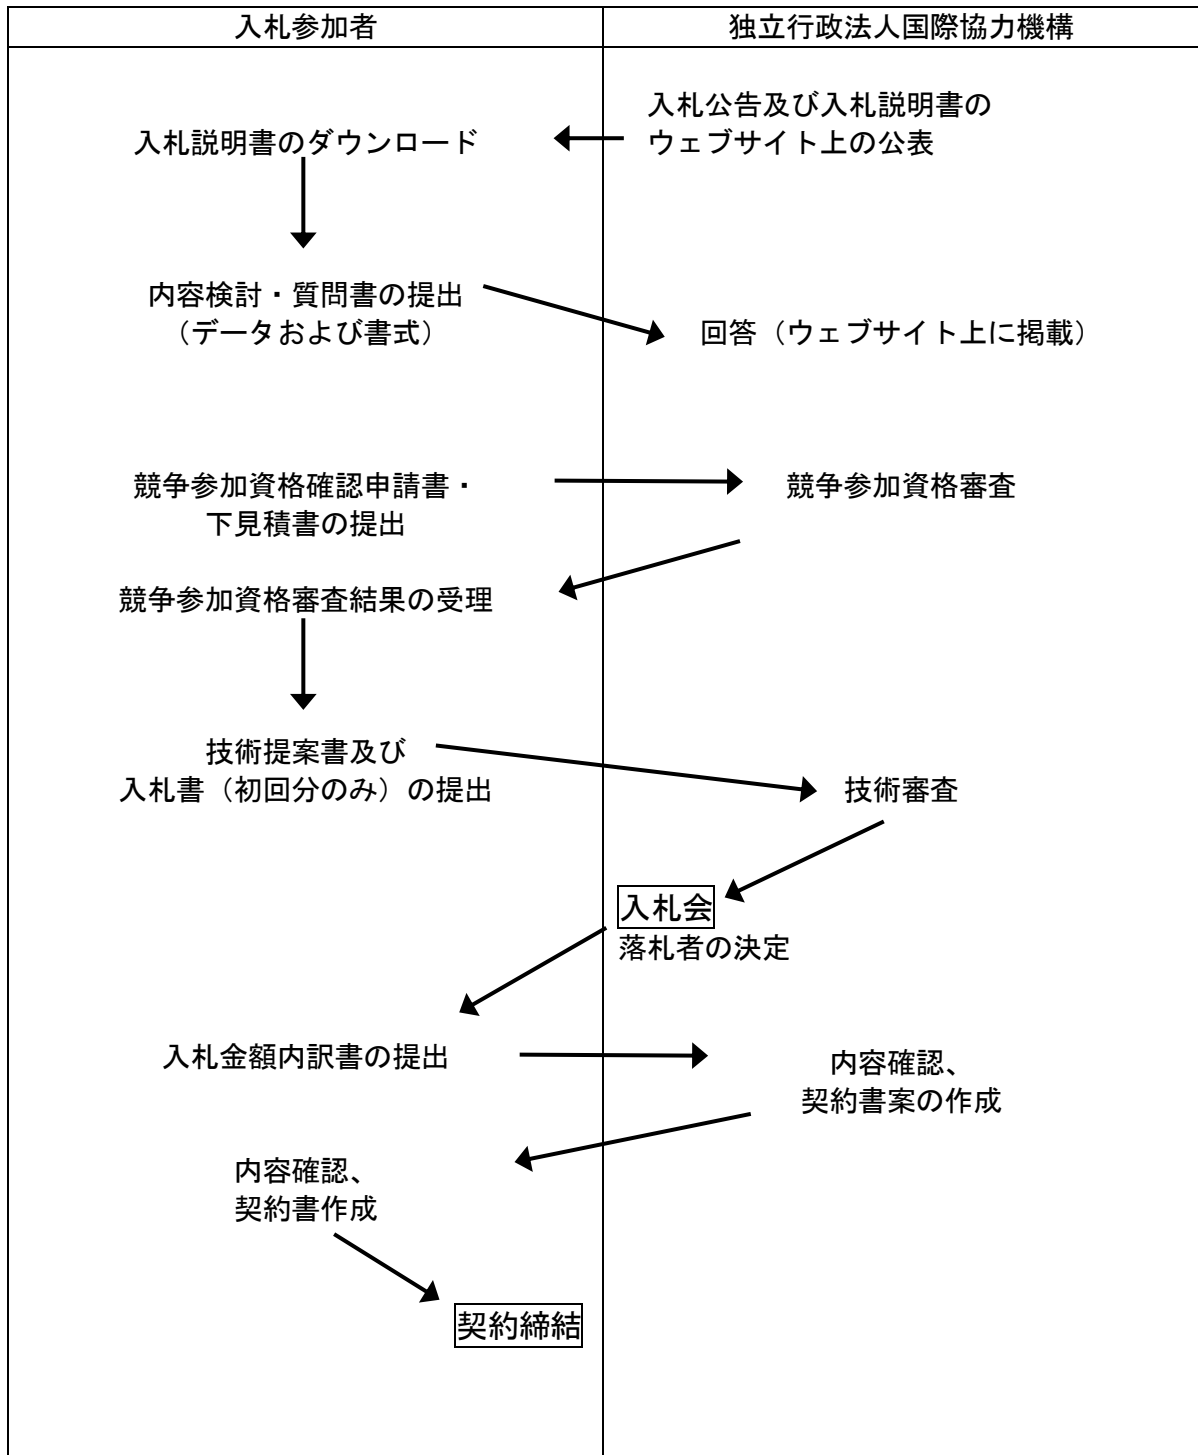 入札参加者
独立行政法人国際協力機構
入札公告及び入札説明書の
ウェブサイト上の公表
入札説明書のダウンロード
内容検討・質問書の提出
（データおよび書式）
回答（ウェブサイト上に掲載）
競争参加資格確認申請書・
下見積書の提出
競争参加資格審査
競争参加資格審査結果の受理
技術提案書及び
入札書（初回分のみ）の提出
技術審査
入札会
落札者の決定
入札金額内訳書の提出
内容確認、
契約書案の作成
内容確認、
契約書作成
契約締結